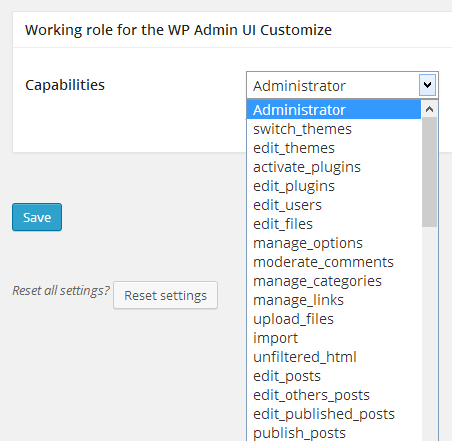 Working role for the WP Admin UI Customize
Capabilities
Administrator
Administrator
switch_themes
edit_themes
activate_plugins
edit_plugins
edit_users
edit_files
manage_options
moderate_comments
manage_categories
manage_links
upload_files
import
unfiltered_html
edit_posts
edit_others_posts
edit_published_posts
publish_posts
Save
Reset all settings?
Reset settings